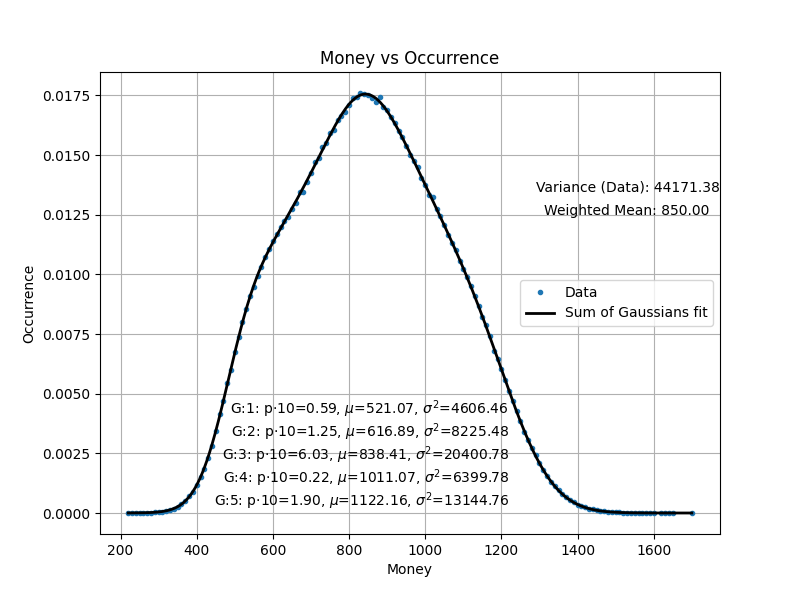 Money vs Occurrence
0.0175
0.0150
0.0125
0.0100
0.0075
0.0050
0.0025
0.0000
Occurrence
Variance (Data): 44171.38
Weighted Mean: 850.00
Data
Sum of Gaussians fit
G:1: p·10=0.59, μ=521.07, σ²=4606.46
G:2: p·10=1.25, μ=616.89, σ²=8225.48
G:3: p·10=6.03, μ=838.41, σ²=20400.78
G:4: p·10=0.22, μ=1011.07, σ²=6399.78
G:5: p·10=1.90, μ=1122.16, σ²=13144.76
200 400 600 800 1000 1200 1400 1600
Money